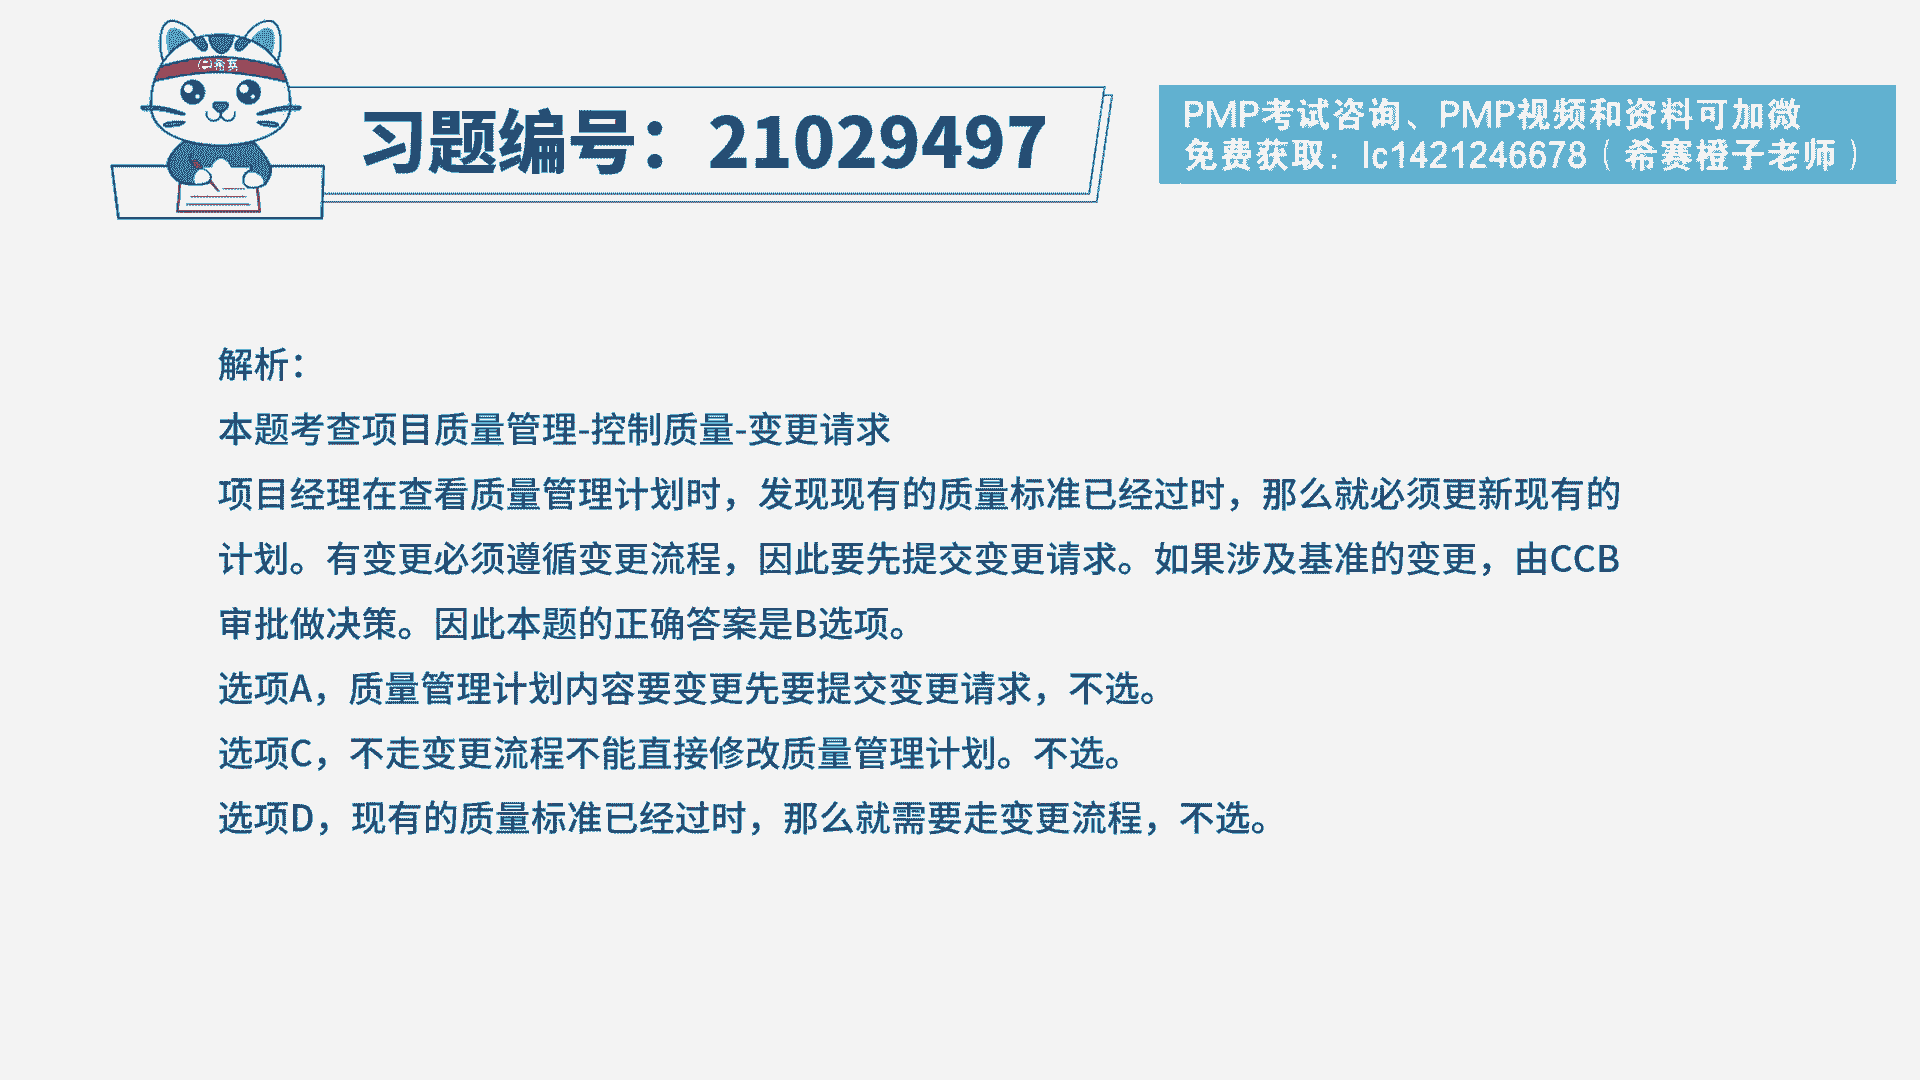 希赛
习题编号：21029497
PMP考试咨询、PMP视频和资料可加微
免费获取：lc1421246678（希赛橙子老师）
解析：
本题考查项目质量管理-控制质量-变更请求
项目经理在查看质量管理计划时，发现现有的质量标准已经过时，那么就必须更新现有的
计划。有变更必须遵循变更流程，因此要先提交变更请求。如果涉及基准的变更，由CCB
审批做决策。因此本题的正确答案是B选项。
选项A，质量管理计划内容要变更先要提交变更请求，不选。
选项C，不走变更流程不能直接修改质量管理计划。不选。
选项D，现有的质量标准已经过时，那么就需要走变更流程，不选。